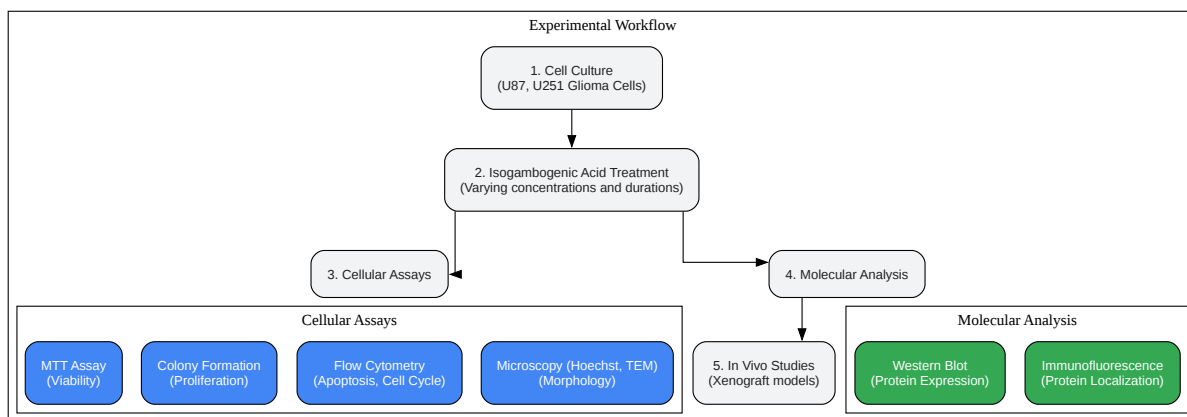 Experimental Workflow
1. Cell Culture
(U87, U251 Glioma Cells)
2. Isogambogenic Acid Treatment
(Varying concentrations and durations)
3. Cellular Assays
4. Molecular Analysis
Cellular Assays
MTT Assay
(Viability)
Colony Formation
(Proliferation)
Flow Cytometry
(Apoptosis, Cell Cycle)
Microscopy (Hoechst, TEM)
(Morphology)
5. In Vivo Studies
(Xenograft models)
Molecular Analysis
Western Blot
(Protein Expression)
Immunofluorescence
(Protein Localization)